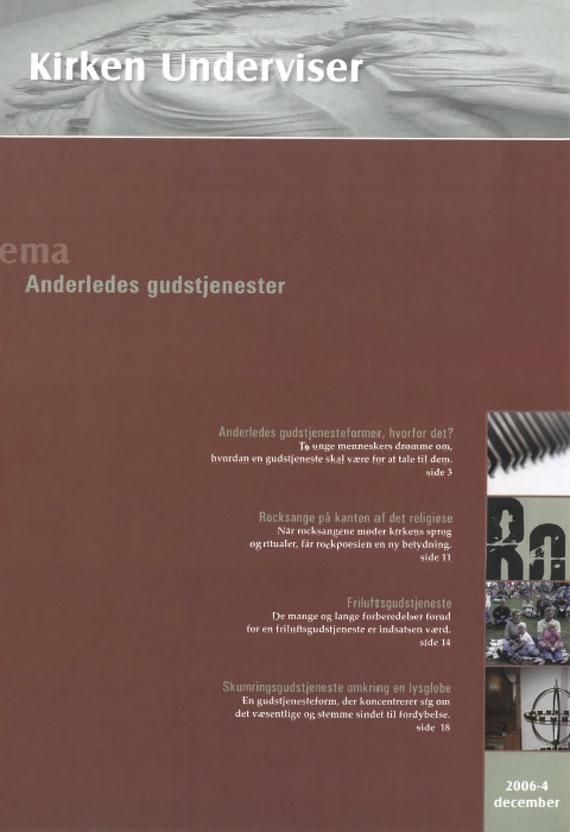 Kirken Underviser
ema
Anderledes gudstjenester
Anderledes gudstjenesteformer, hvorfor det?
To unge menneskers drømme om,
hvordan en gudstjeneste skal være for at tale til dem.
side 3
Rocksange på kanten af det religiøse
Når rocksangene møder kirkens sprog
og ritualer, får rockpoesien en ny betydning.
side 11
Friluftsgudstjeneste
De mange og lange forberedelser forud
for en friluftsgudstjeneste er indsatsen værd.
side 14
Skumringsgudstjeneste omkring en lysglobe
En gudstjenesteform, der koncentrerer sig om
det væsentlige og stemme sindet til fordybelse.
side 18
2006-4
december